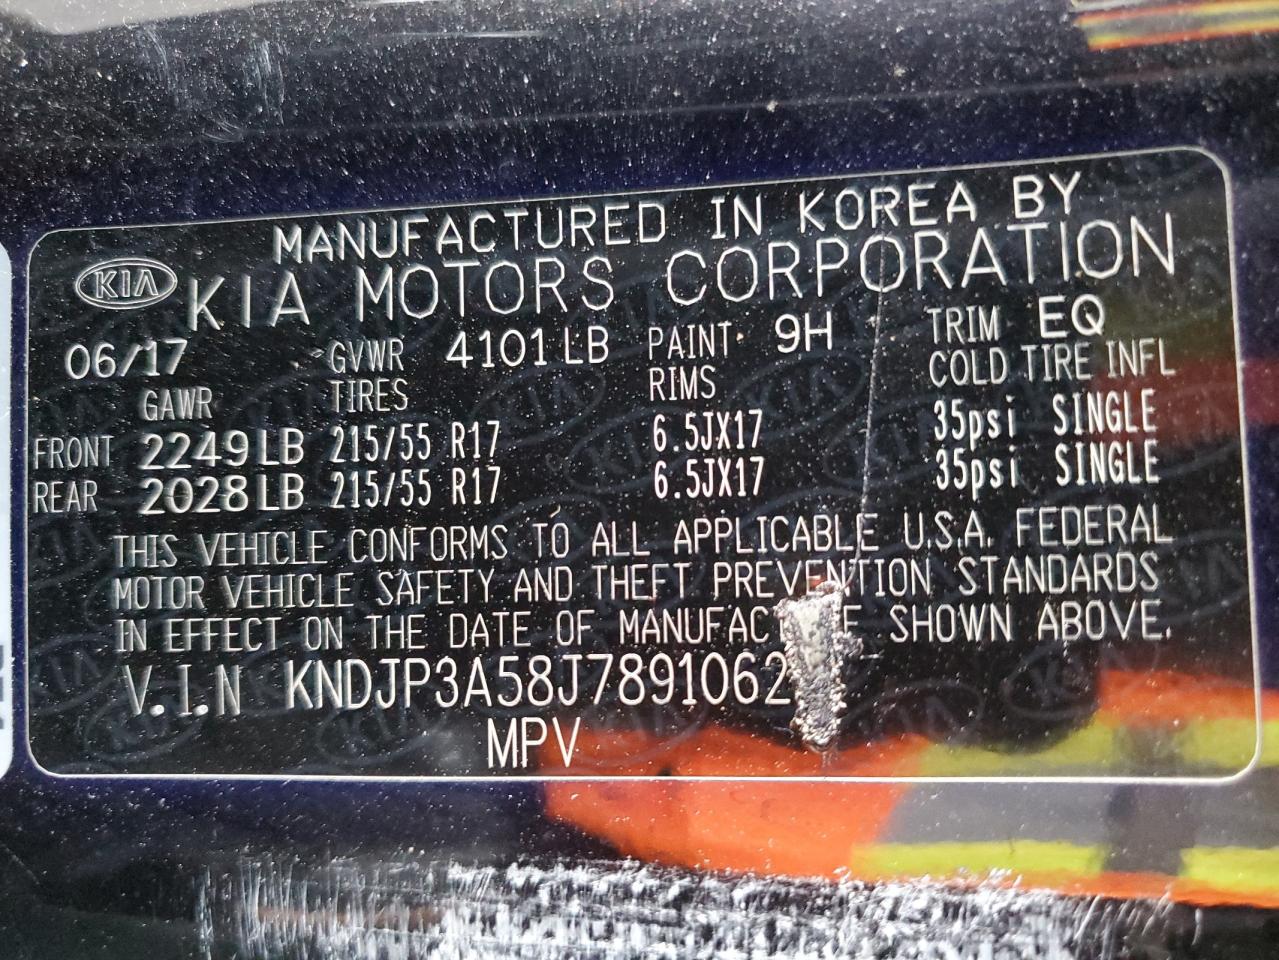 MANUFACTURED IN KOREA BY
KIA KIA MOTORS CORPORATION
06/17 GVWR 4101 LB PAINT 9H TRIM EQ
GAWR TIRES RIMS COLD TIRE INFL
FRONT 2249 LB 215/55 R17 6.5JX17 35psi SINGLE
REAR 2028 LB 215/55 R17 6.5JX17 35psi SINGLE
THIS VEHICLE CONFORMS TO ALL APPLICABLE U.S.A. FEDERAL
MOTOR VEHICLE SAFETY AND THEFT PREVENTION STANDARDS
IN EFFECT ON THE DATE OF MANUFAC E SHOWN ABOVE.
V.I.N KNDJP3A58J7891062
MPV